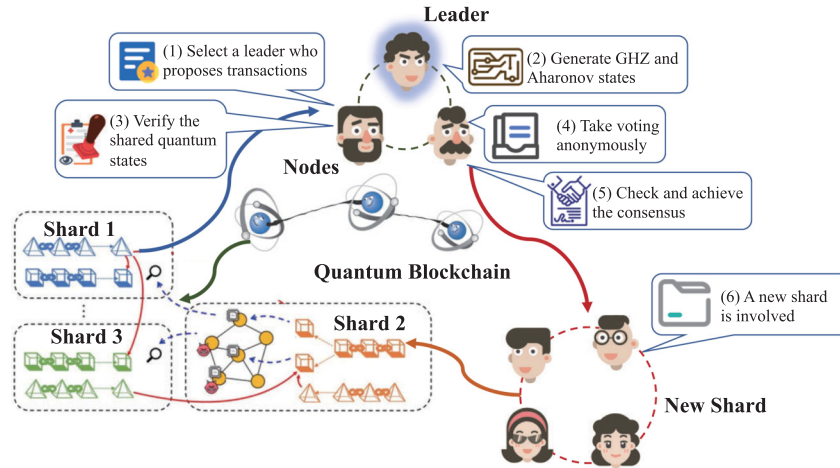 Leader
(1) Select a leader who
proposes transactions
(2) Generate GHZ and
Aharonov states
(3) Verify the
shared quantum
states
(4) Take voting
anonymously
Nodes
(5) Check and achieve
the consensus
Shard 1
Quantum Blockchain
(6) A new shard
is involved
Shard 3
Shard 2
New Shard